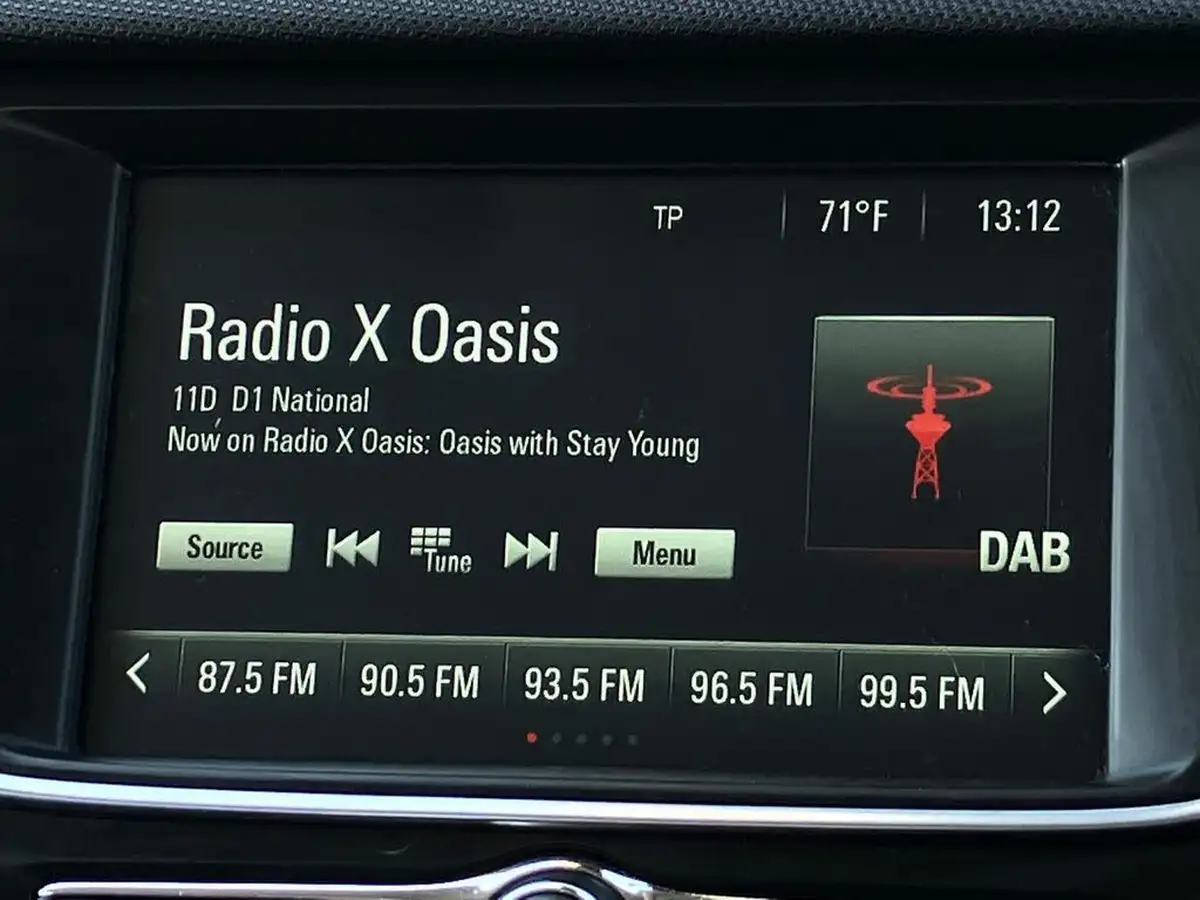 TP 71°F 13:12
Radio X Oasis
11D, D1 National
Now on Radio X Oasis: Oasis with Stay Young
Source Tune Menu
DAB
87.5 FM 90.5 FM 93.5 FM 96.5 FM 99.5 FM